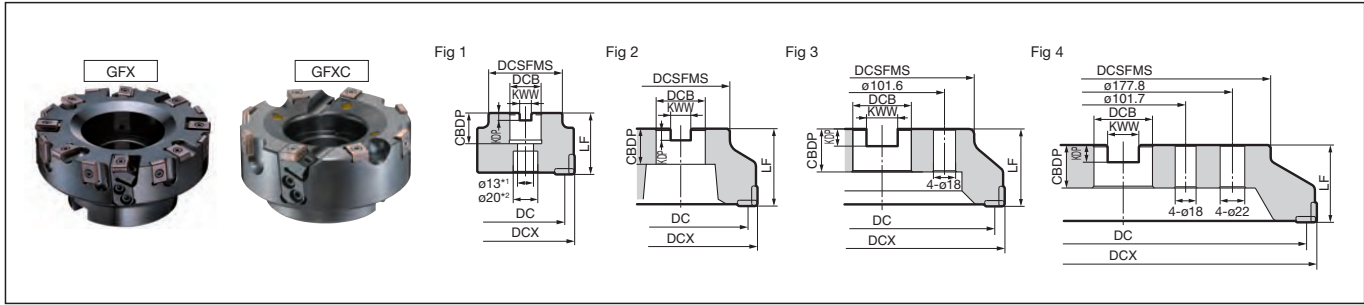 GFX
GFXC
Fig 1
DCSFMS
DCB
KWW
CBDP
KDP
LF
ø13*1
ø20*2
DC
DCX
Fig 2
DCSFMS
DCB
KWW
CBDP
KDP
LF
DC
DCX
Fig 3
DCSFMS
ø101.6
DCB
KWW
CBDP
KDP
LF
4-ø18
DC
DCX
Fig 4
DCSFMS
ø177.8
ø101.7
DCB
KWW
CBDP
KDP
LF
4-ø18
4-ø22
DC
DCX